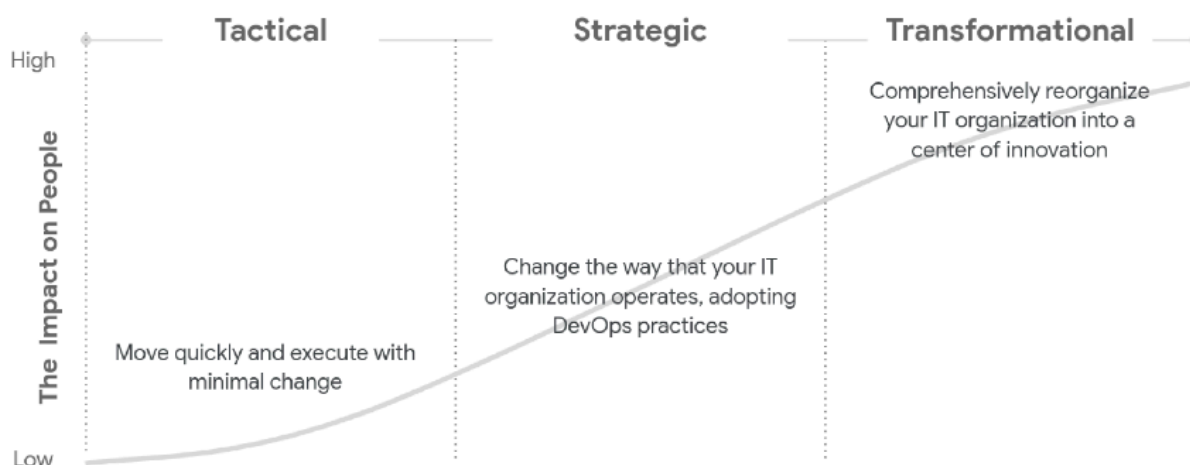 Tactical
Strategic
Transformational
High
The Impact on People
Low
Move quickly and execute with
minimal change
Change the way that your IT
organization operates, adopting
DevOps practices
Comprehensively reorganize
your IT organization into a
center of innovation